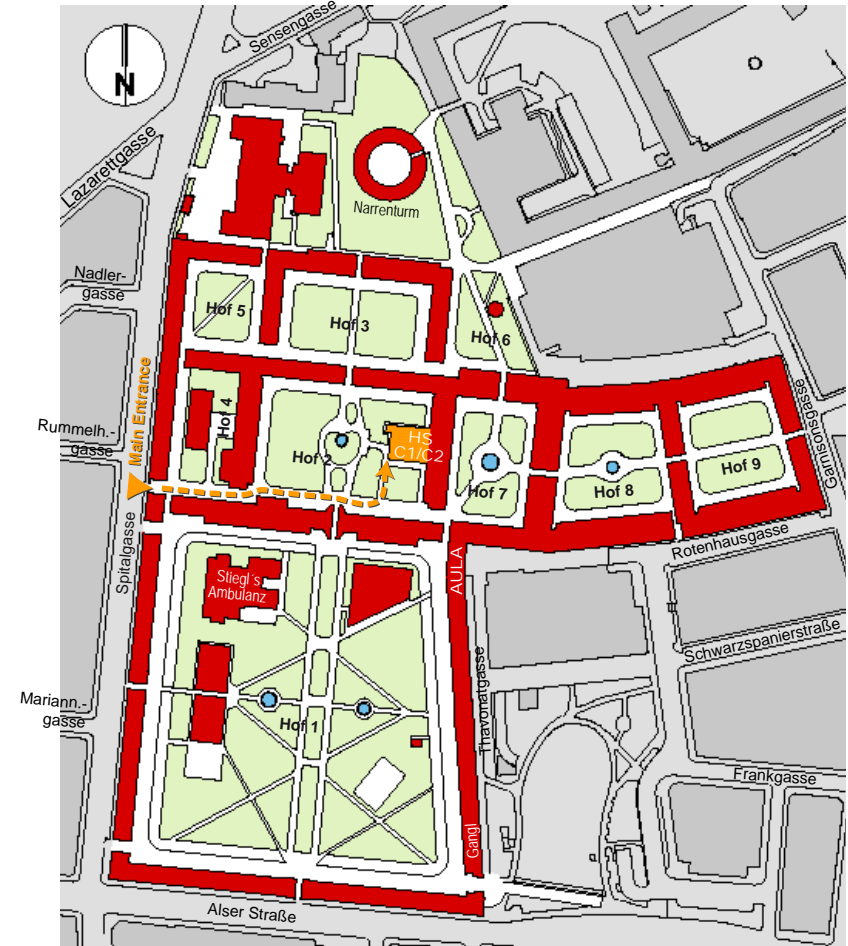 Sensengasse
N
Lazarettgasse
Narrenturm
Nadler-
gasse
Hof 5
Hof 3
Hof 6
Main Entrance
Hof 4
Rummelh.-
gasse
HS
C1/C2
Hof 2
Hof 7
Hof 8
Hof 9
Garnisonsgasse
Spitalgasse
Rotenhausgasse
AULA
Stiegl´s
Ambulanz
Schwarzspanierstraße
Mariann.-
gasse
Hof 1
Thavonatgasse
Frankgasse
Gangl
Alser Straße